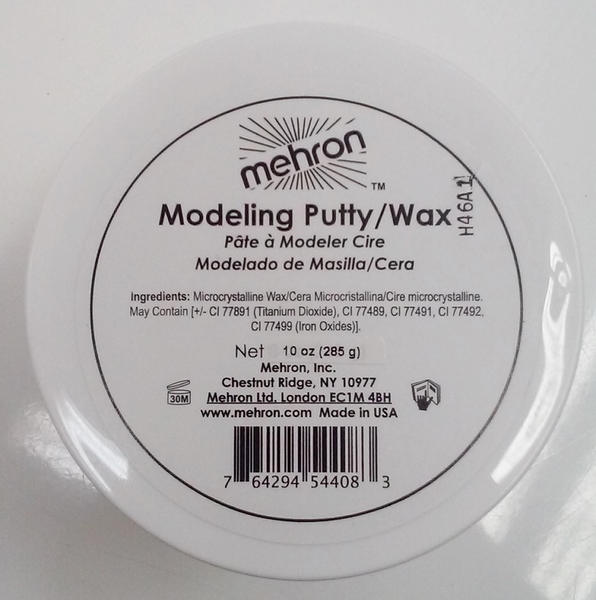 mehron
TM
Modeling Putty/Wax
H46A1
Pâte à Modeler Cire
Modelado de Masilla/Cera
Ingredients: Microcrystalline Wax/Cera Microcristallina/Cire microcrystalline.
May Contain [+/- CI 77891 (Titanium Dioxide), CI 77489, CI 77491, CI 77492,
CI 77499 (Iron Oxides)].
Net 10 oz (285 g)
Mehron, Inc.
Chestnut Ridge, NY 10977
30M
Mehron Ltd. London EC1M 4BH
www.mehron.com Made in USA
7 64294 54408 3